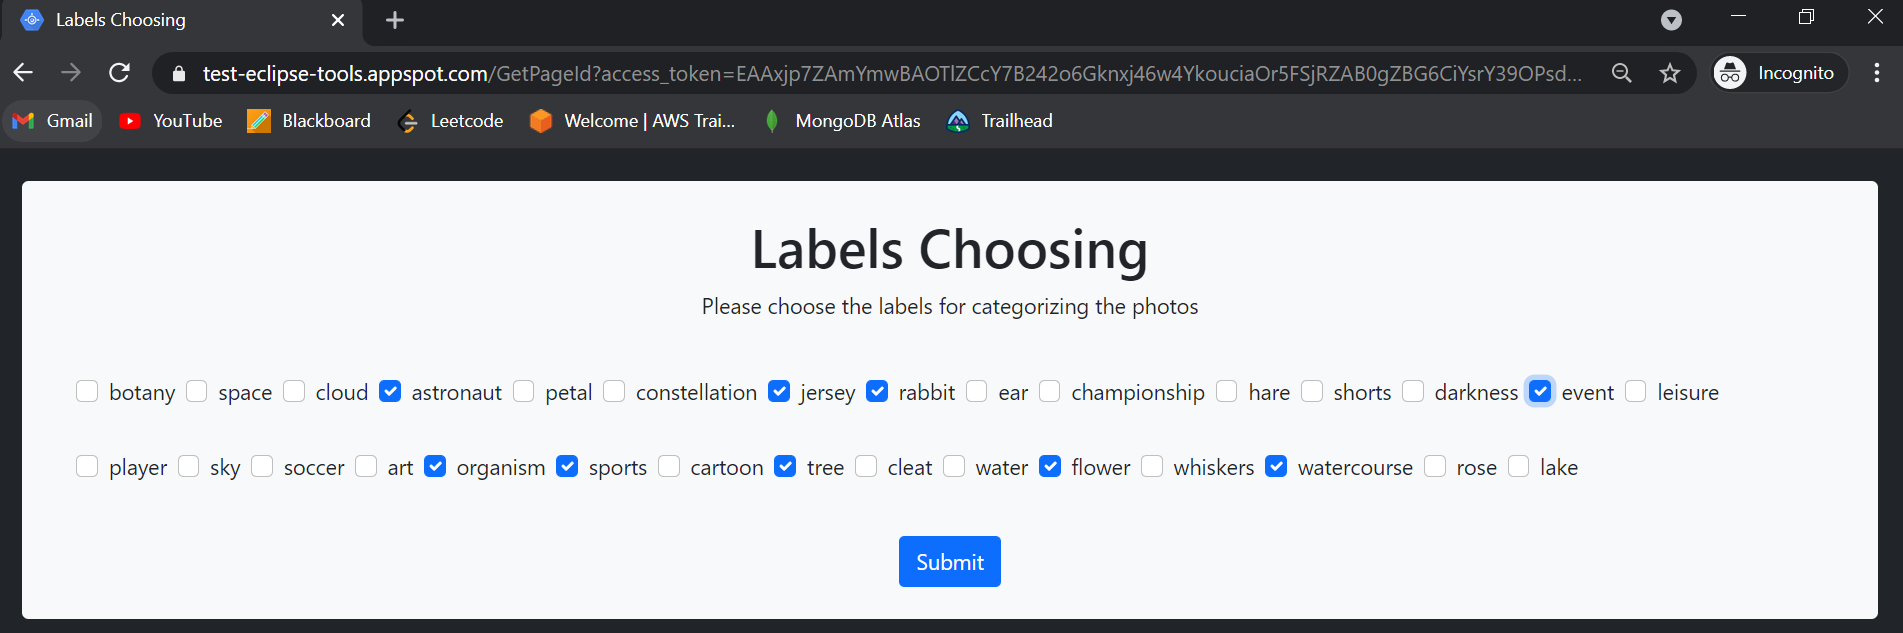 Labels Choosing
test-eclipse-tools.appspot.com/GetPageId?access_token=EAAxjp7ZAmYmwBAOTlZCcY7B242o6Gknxj46w4YkouciaOr5FSjRZAB0gZBG6CiYsrY39OPsd... Incognito
Gmail YouTube Blackboard Leetcode Welcome | AWS Trai... MongoDB Atlas Trailhead
Labels Choosing
Please choose the labels for categorizing the photos
botany space cloud astronaut petal constellation jersey rabbit ear championship hare shorts darkness event leisure
player sky soccer art organism sports cartoon tree cleat water flower whiskers watercourse rose lake
Submit